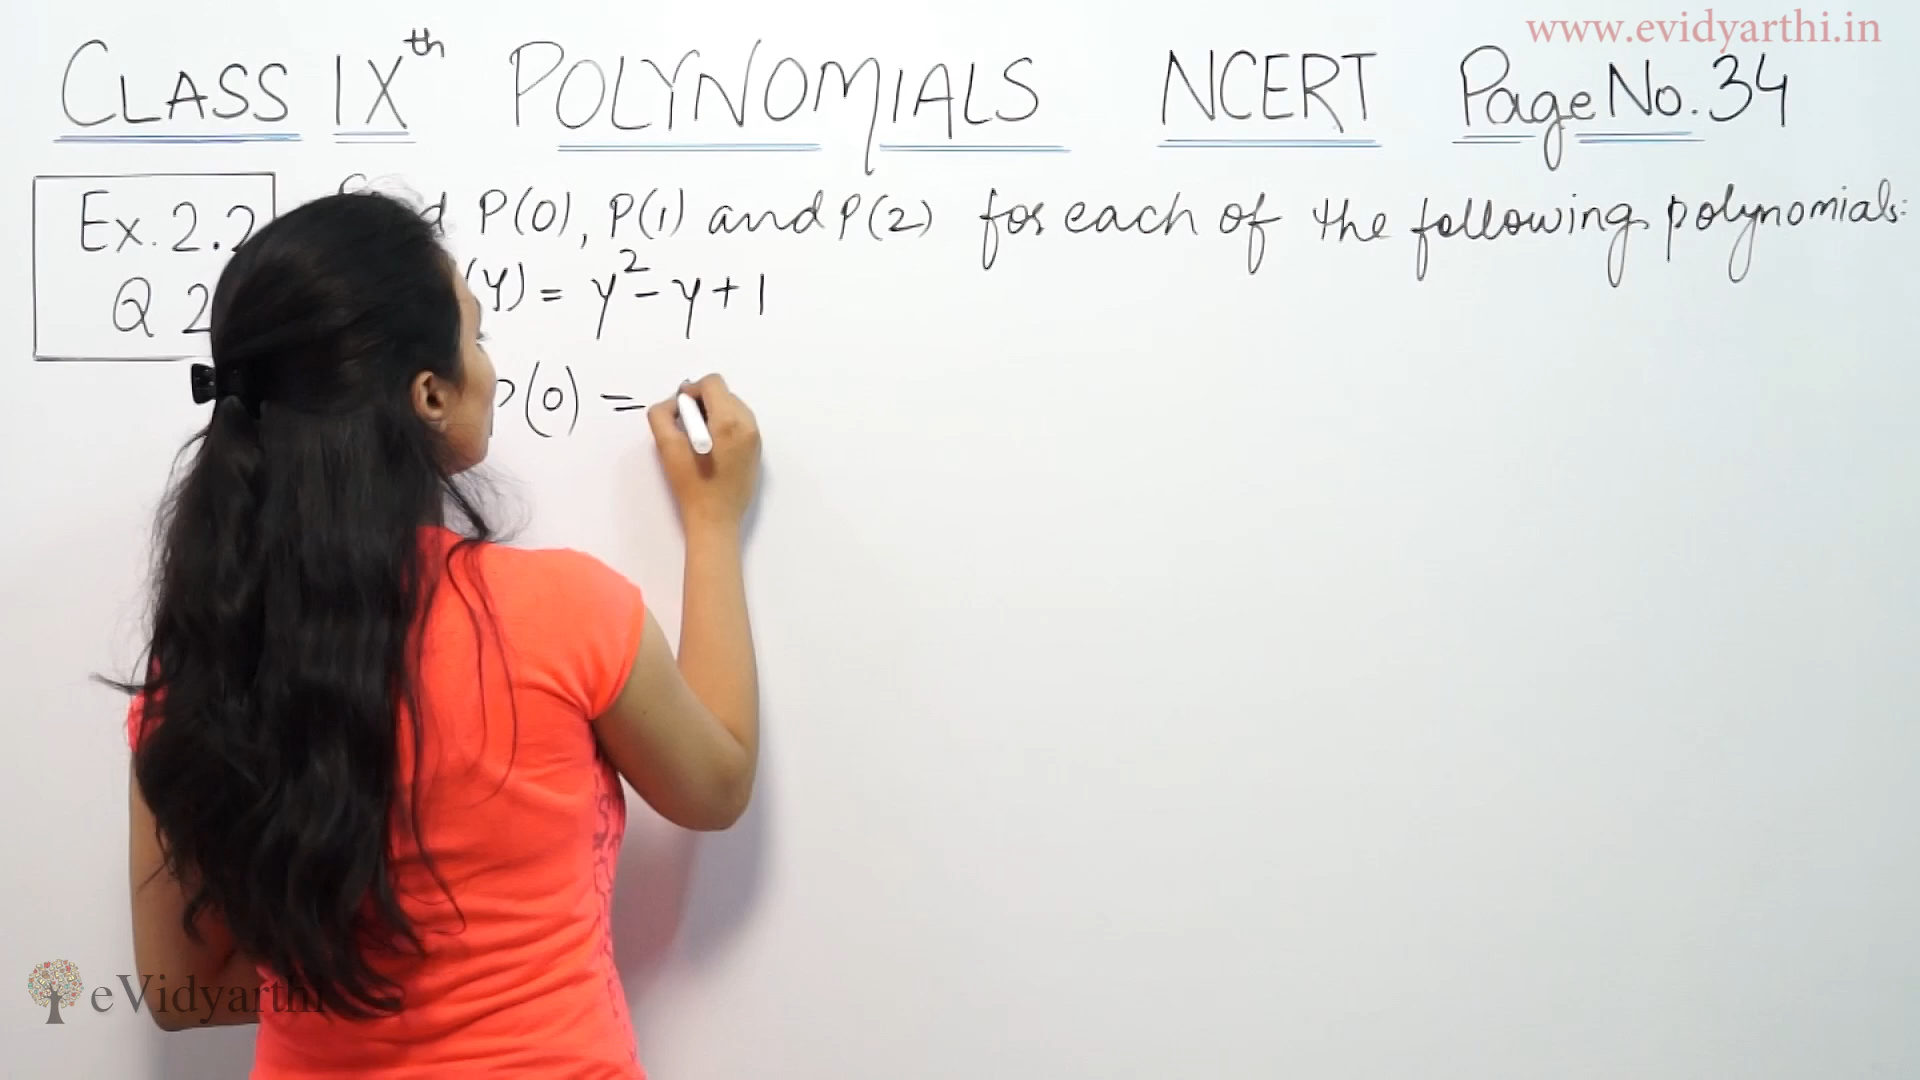 www.evidyarthi.in
CLASS IXth POLYNOMIALS NCERT Page No. 34
Ex. 2.2 P(0), P(1) and P(2) for each of the following polynomials:
Q 2 (y) = y² - y + 1
P(0) =
eVidyarthi